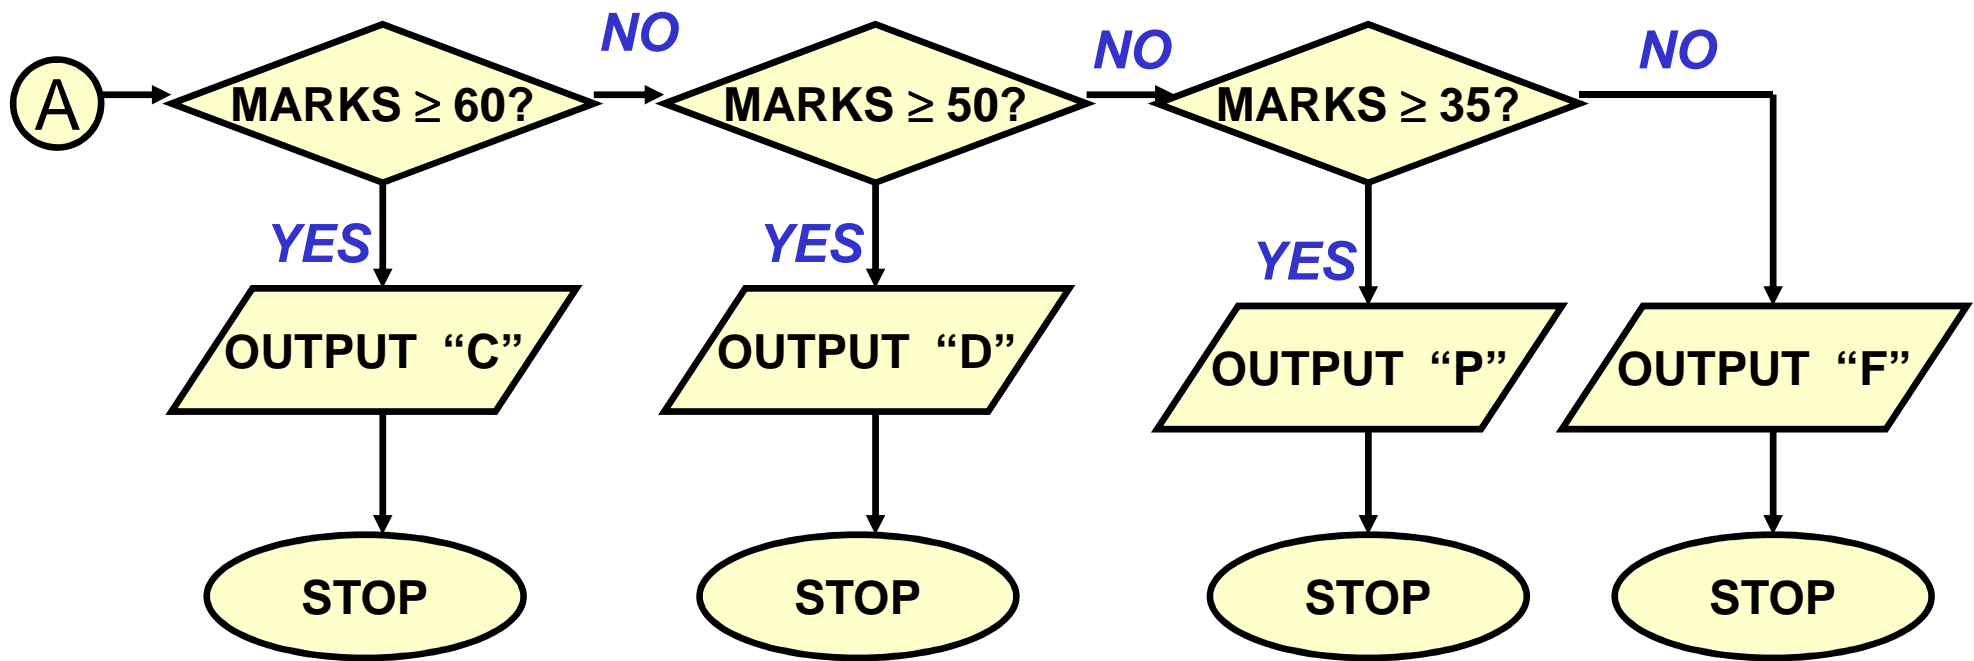 A
MARKS ≥ 60?
NO
MARKS ≥ 50?
NO
MARKS ≥ 35?
NO
YES
YES
YES
OUTPUT “C”
OUTPUT “D”
OUTPUT “P”
OUTPUT “F”
STOP
STOP
STOP
STOP